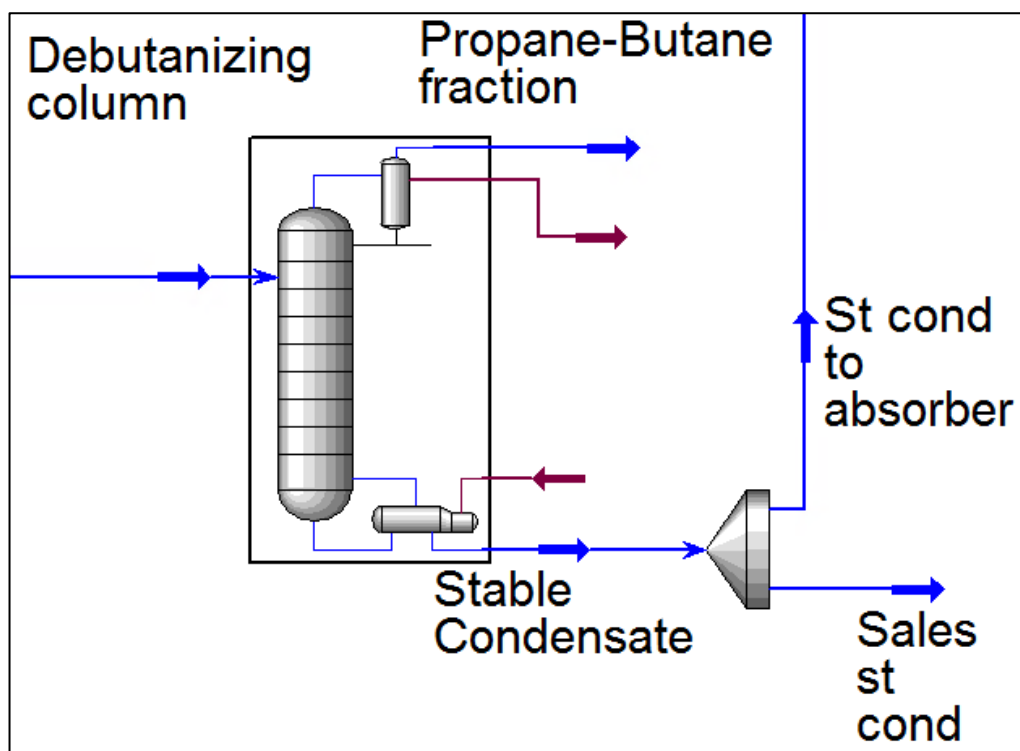 Debutanizing
column
Propane-Butane
fraction
St cond
to
absorber
Stable
Condensate
Sales
st
cond